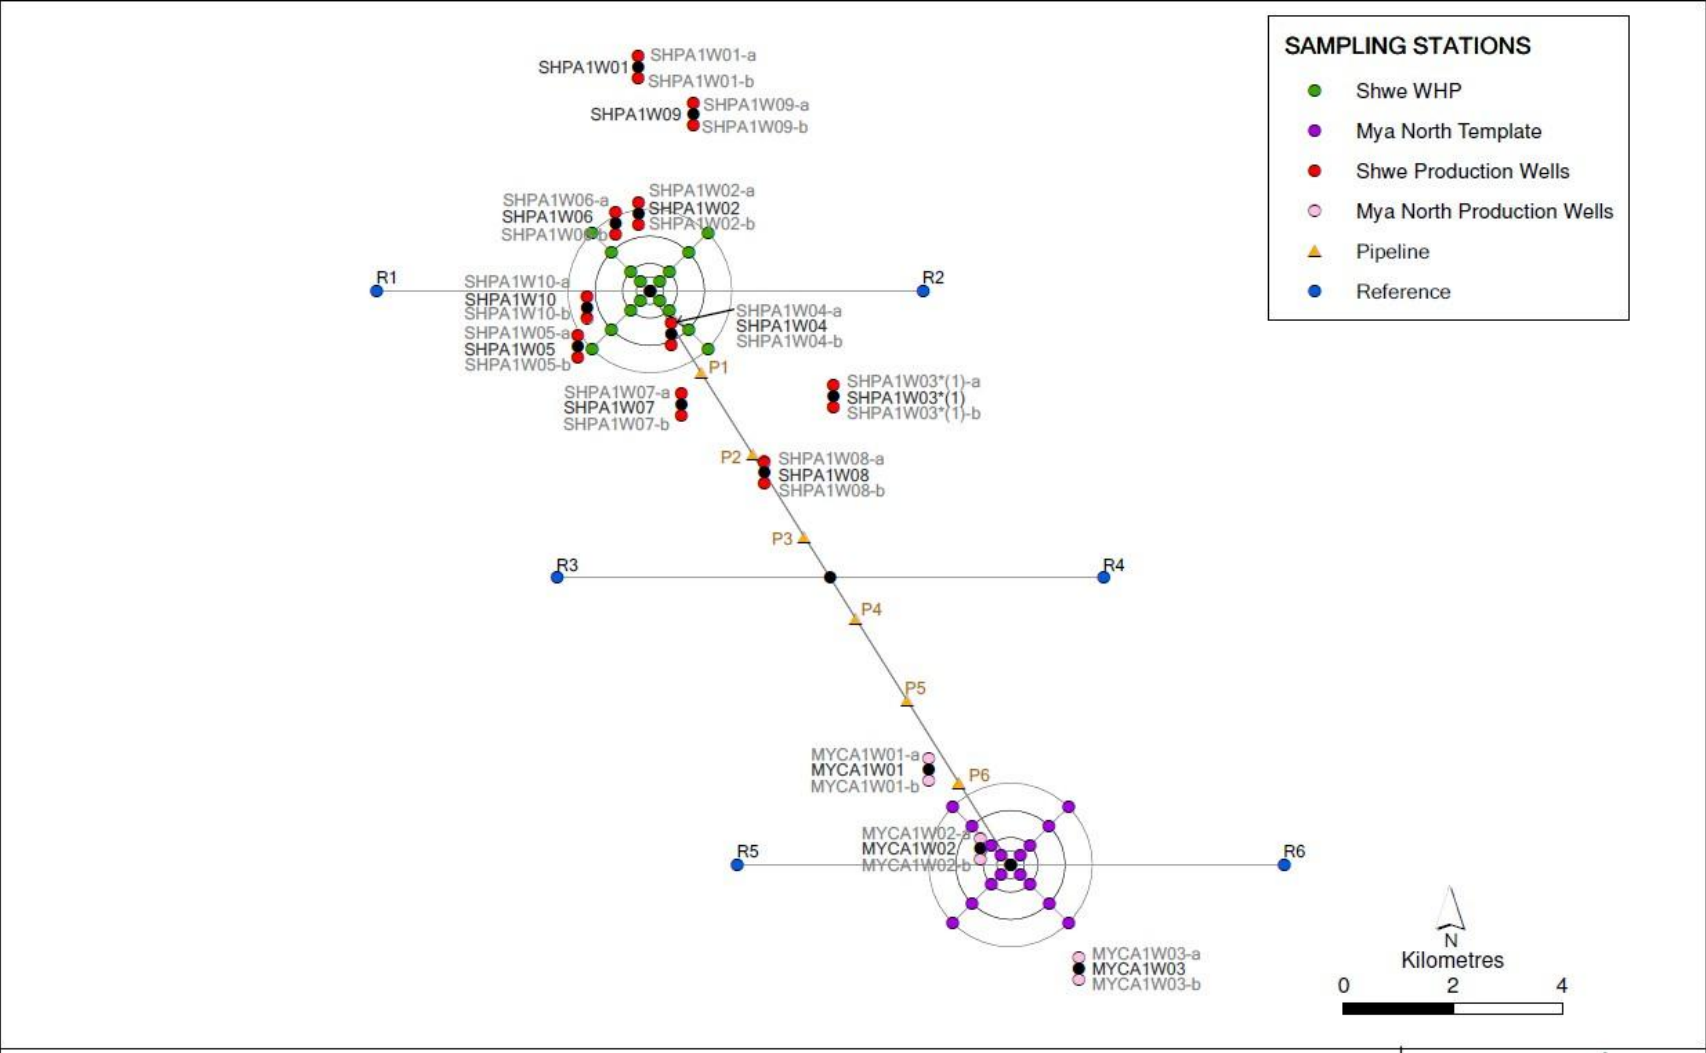 SHPA1W01-a
SHPA1W01
SHPA1W01-b
SHPA1W09-a
SHPA1W09
SHPA1W09-b
SAMPLING STATIONS
Shwe WHP
Mya North Template
Shwe Production Wells
Mya North Production Wells
Pipeline
Reference
SHPA1W06-a
SHPA1W06
SHPA1W06-b
SHPA1W02-a
SHPA1W02
SHPA1W02-b
R1
R2
SHPA1W10-a
SHPA1W10
SHPA1W10-b
SHPA1W05-a
SHPA1W05
SHPA1W05-b
SHPA1W04-a
SHPA1W04
SHPA1W04-b
P1
SHPA1W07-a
SHPA1W07
SHPA1W07-b
SHPA1W03*(1)-a
SHPA1W03*(1)
SHPA1W03*(1)-b
P2
SHPA1W08-a
SHPA1W08
SHPA1W08-b
P3
R3
R4
P4
P5
MYCA1W01-a
MYCA1W01
MYCA1W01-b
P6
MYCA1W02-a
MYCA1W02
MYCA1W02-b
R5
R6
MYCA1W03-a
MYCA1W03
MYCA1W03-b
N
Kilometres
0 2 4